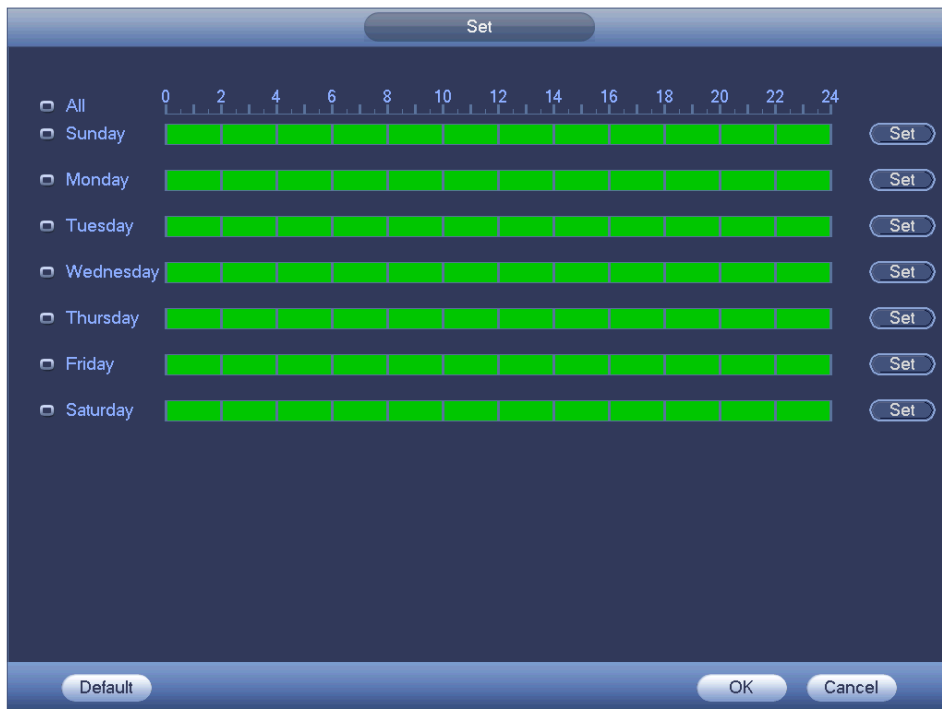 Set
0 2 4 6 8 10 12 14 16 18 20 22 24
All
Sunday Set
Monday Set
Tuesday Set
Wednesday Set
Thursday Set
Friday Set
Saturday Set
Default OK Cancel